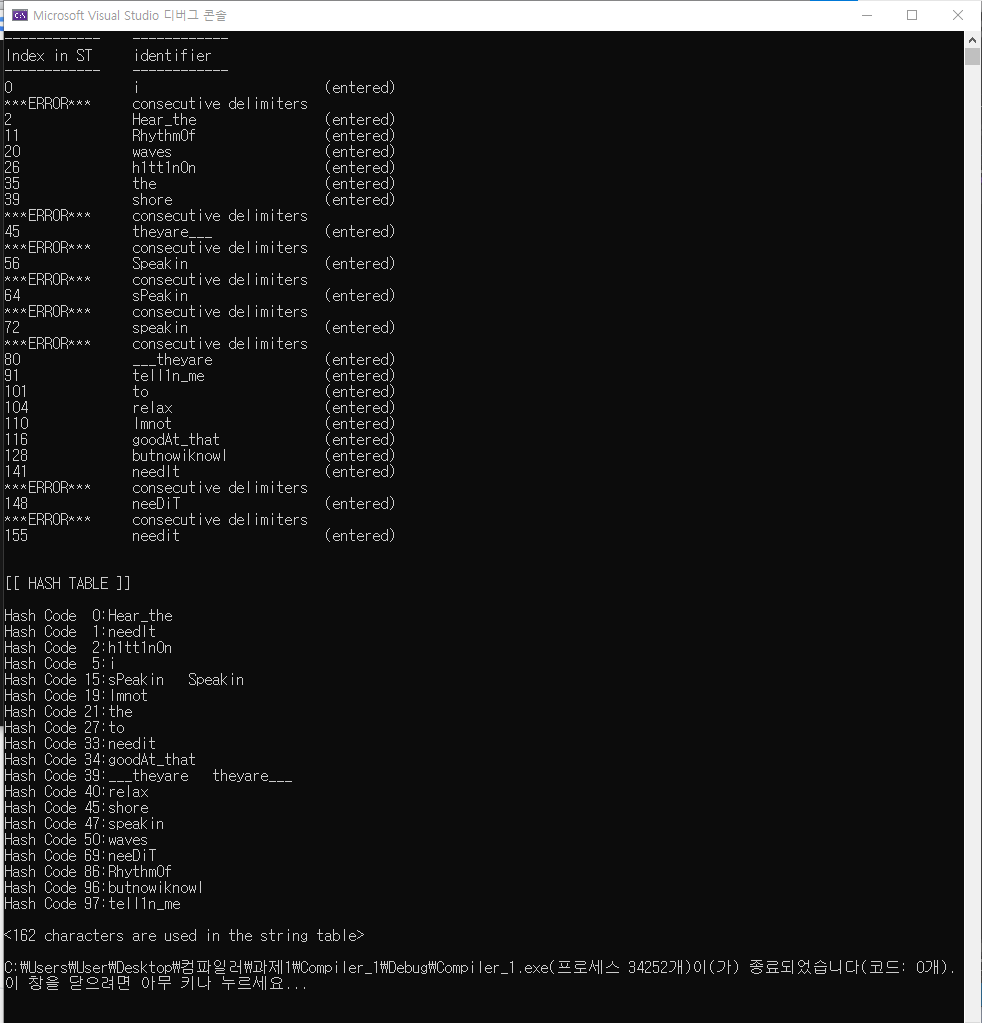 Microsoft Visual Studio 디버그 콘솔
------------    ------------
Index in ST     identifier
------------    ------------
0               i                       (entered)
***ERROR***     consecutive delimiters
2               Hear_the                (entered)
11              RhythmOf                (entered)
20              waves                   (entered)
26              h1tt1nOn                (entered)
35              the                     (entered)
39              shore                   (entered)
***ERROR***     consecutive delimiters
45              theyare___              (entered)
***ERROR***     consecutive delimiters
56              Speakin                 (entered)
***ERROR***     consecutive delimiters
64              sPeakin                 (entered)
***ERROR***     consecutive delimiters
72              speakin                 (entered)
***ERROR***     consecutive delimiters
80              ___theyare              (entered)
91              tell1n_me               (entered)
101             to                      (entered)
104             relax                   (entered)
110             Imnot                   (entered)
116             goodAt_that             (entered)
128             butnowiknowI            (entered)
141             needIt                  (entered)
***ERROR***     consecutive delimiters
148             neeDiT                  (entered)
***ERROR***     consecutive delimiters
155             needit                  (entered)
[[ HASH TABLE ]]
Hash Code  0:Hear_the
Hash Code  1:needIt
Hash Code  2:h1tt1nOn
Hash Code  5:i
Hash Code 15:sPeakin   Speakin
Hash Code 19:Imnot
Hash Code 21:the
Hash Code 27:to
Hash Code 33:needit
Hash Code 34:goodAt_that
Hash Code 39:___theyare   theyare___
Hash Code 40:relax
Hash Code 45:shore
Hash Code 47:speakin
Hash Code 50:waves
Hash Code 69:neeDiT
Hash Code 86:RhythmOf
Hash Code 96:butnowiknowI
Hash Code 97:tell1n_me
<162 characters are used in the string table>
C:₩Users₩User₩Desktop₩컴파일러₩과제1₩Compiler_1₩Debug₩Compiler_1.exe(프로세스 34252개)이(가) 종료되었습니다(코드: 0개).
이 창을 닫으려면 아무 키나 누르세요...